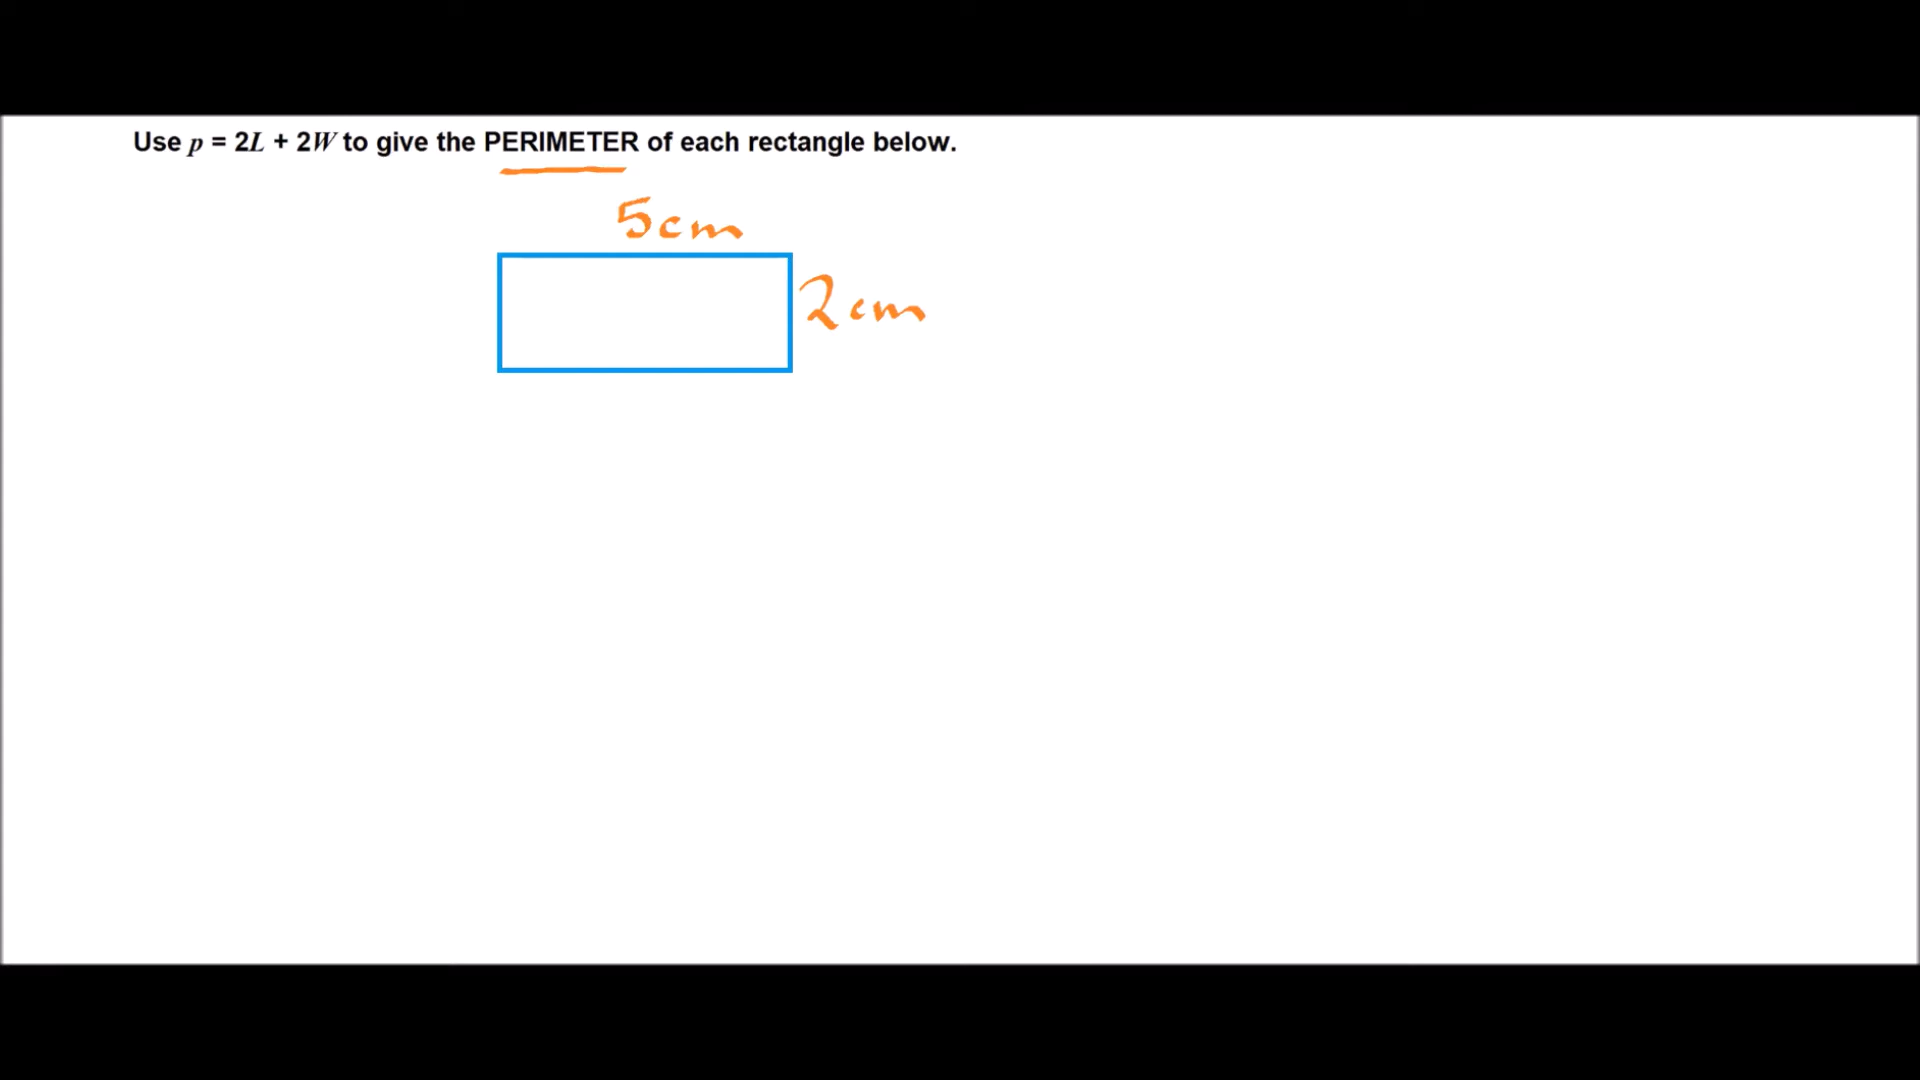 Use p = 2L + 2W to give the PERIMETER of each rectangle below.
5cm
2cm